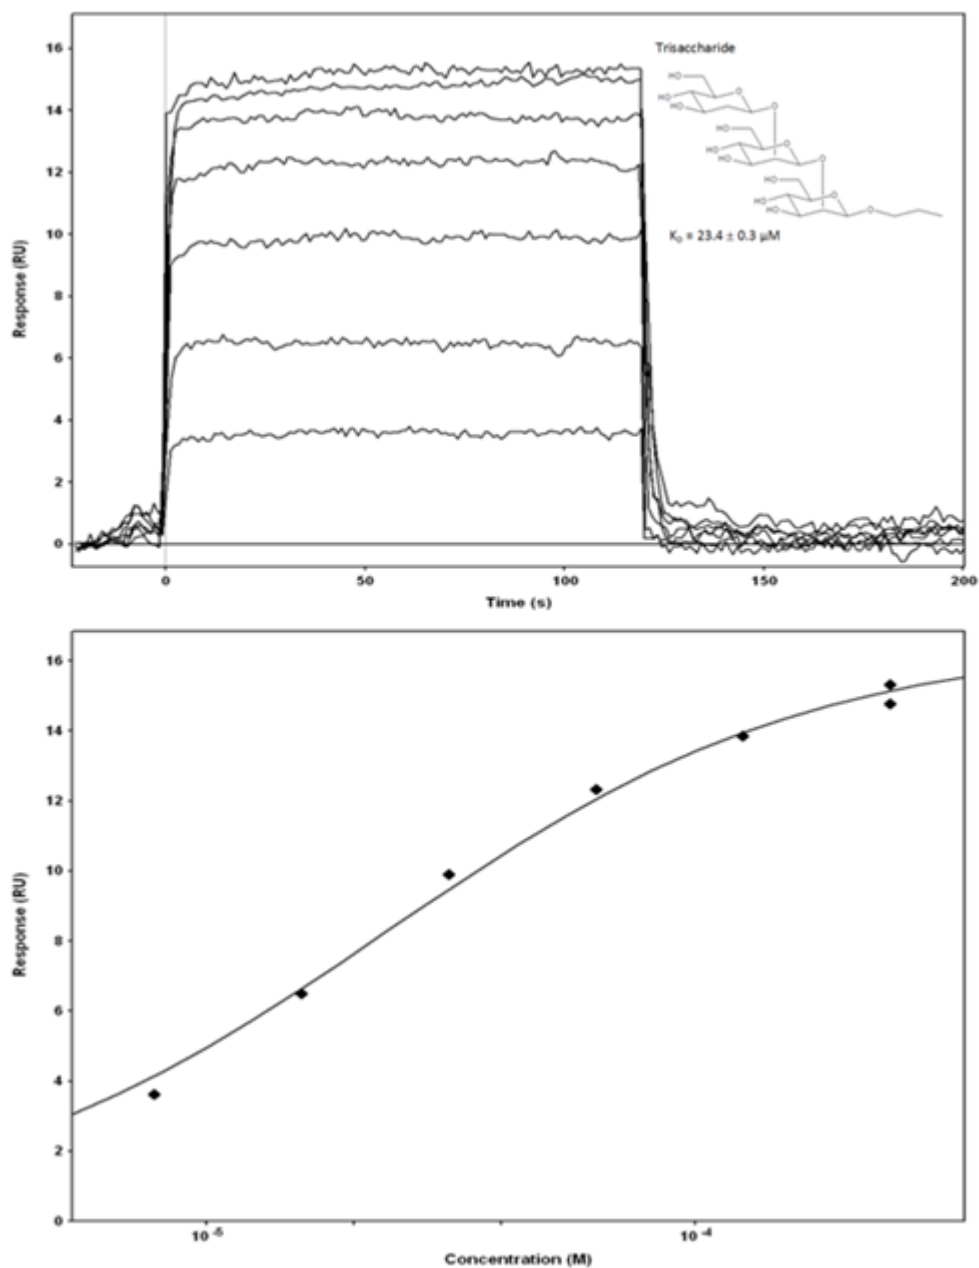 16
14
12
10
8
6
4
2
0
Response (RU)
Trisaccharide
HO
HO
HO
O
O
HO
HO
HO
O
O
HO
HO
HO
O
O
K_D = 23.4 ± 0.3 µM
0
50
100
150
200
Time (s)
16
14
12
10
8
6
4
2
0
Response (RU)
10^-5
10^-4
Concentration (M)